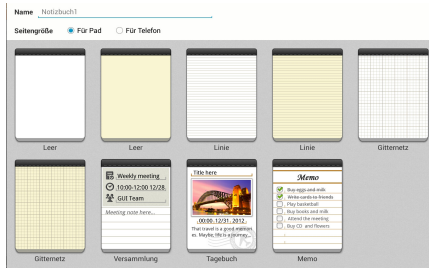 Name Notizbuch1
Seitengröße Für Pad Für Telefon
Leer
Leer
Linie
Linie
Gitternetz
Weekly meeting
10:00-12:00 12/28
GUI Team
Meeting note here...
Title here
.00:00 .12/31 . 2012
That travel is a good memori
es. Maybe, life is a journey...
Memo
Buy eggs and milk
Write cards to friends
Play basketball
Buy books and milk
Attend the meeting
Buy CD and flowers
Gitternetz
Versammlung
Tagebuch
Memo